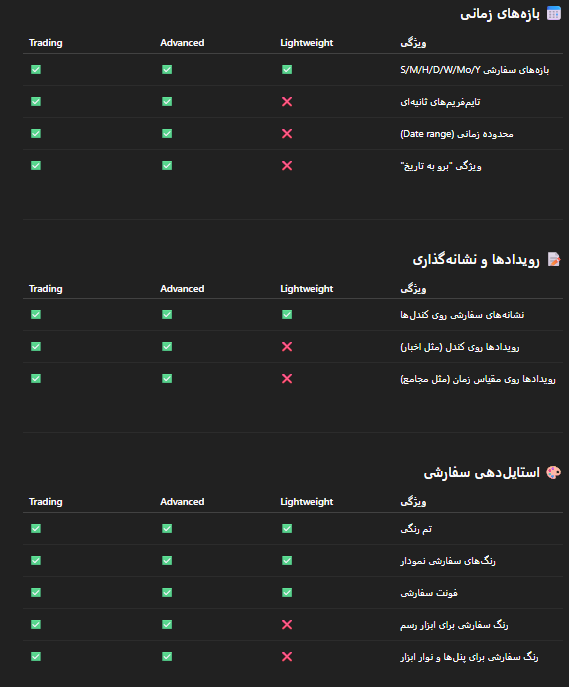 📅 بازه‌های زمانی
ویژگی Lightweight Advanced Trading
بازه‌های سفارشی S/M/H/D/W/Mo/Y ✅ ✅ ✅
تایم‌فریم‌های ثانیه‌ای ❌ ✅ ✅
محدوده زمانی (Date range) ❌ ✅ ✅
ویژگی "برو به تاریخ" ❌ ✅ ✅
📝 رویدادها و نشانه‌گذاری
ویژگی Lightweight Advanced Trading
نشانه‌های سفارشی روی کندل‌ها ✅ ✅ ✅
رویدادها روی کندل (مثل اخبار) ❌ ✅ ✅
رویدادها روی مقیاس زمان (مثل مجامع) ❌ ✅ ✅
🎨 استایل‌دهی سفارشی
ویژگی Lightweight Advanced Trading
تم رنگی ✅ ✅ ✅
رنگ‌های سفارشی نمودار ✅ ✅ ✅
فونت سفارشی ✅ ✅ ✅
رنگ سفارشی برای ابزار رسم ❌ ✅ ✅
رنگ سفارشی برای پنل‌ها و نوار ابزار ❌ ✅ ✅